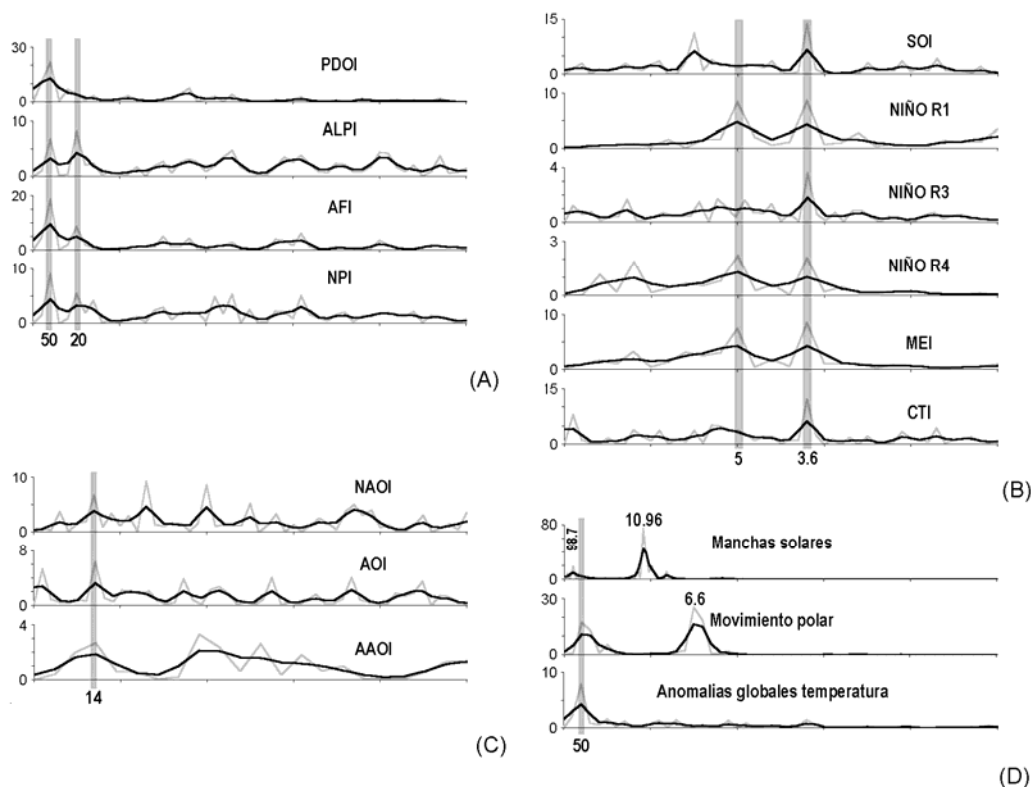 30
PDOI
0
10
ALPI
0
20
AFI
0
10
NPI
0
50 20
(A)
15
SOI
0
10
NIÑO R1
0
4
NIÑO R3
0
3
NIÑO R4
0
10
MEI
0
15
CTI
0
5 3.6
(B)
10
NAOI
0
8
AOI
0
4
AAOI
0
14
(C)
80
98.7
10.96
Manchas solares
0
30
6.6
Movimiento polar
0
10
Anomalias globales temperatura
0
50
(D)